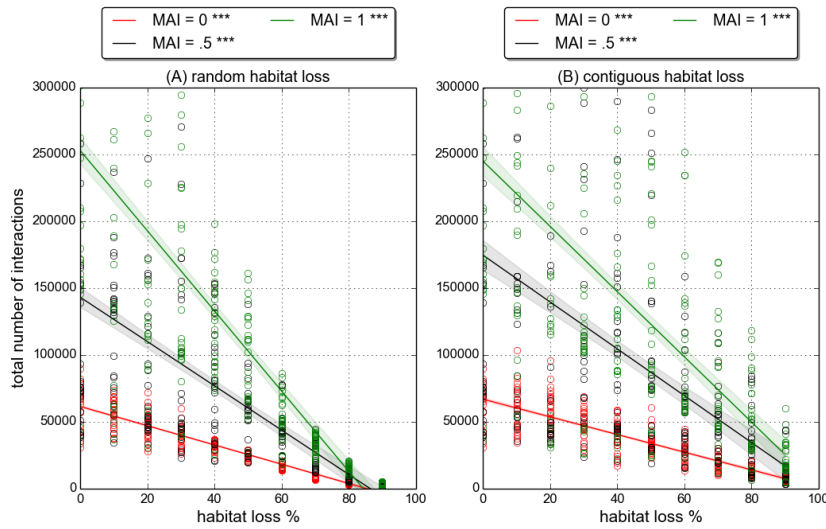 MAI = 0 *** MAI = 1 ***
MAI = .5 ***
MAI = 0 *** MAI = 1 ***
MAI = .5 ***
(A) random habitat loss
(B) contiguous habitat loss
total number of interactions
300000
250000
200000
150000
100000
50000
0
0 20 40 60 80 100
habitat loss %
300000
250000
200000
150000
100000
50000
0
0 20 40 60 80 100
habitat loss %